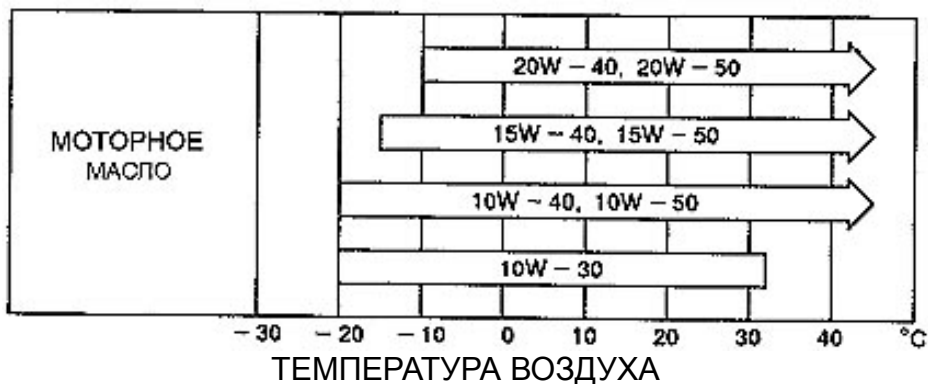 20W – 40, 20W – 50
15W – 40, 15W – 50
МОТОРНОЕ
МАСЛО
10W – 40, 10W – 50
10W – 30
– 30 – 20 – 10 0 10 20 30 40 °C
ТЕМПЕРАТУРА ВОЗДУХА